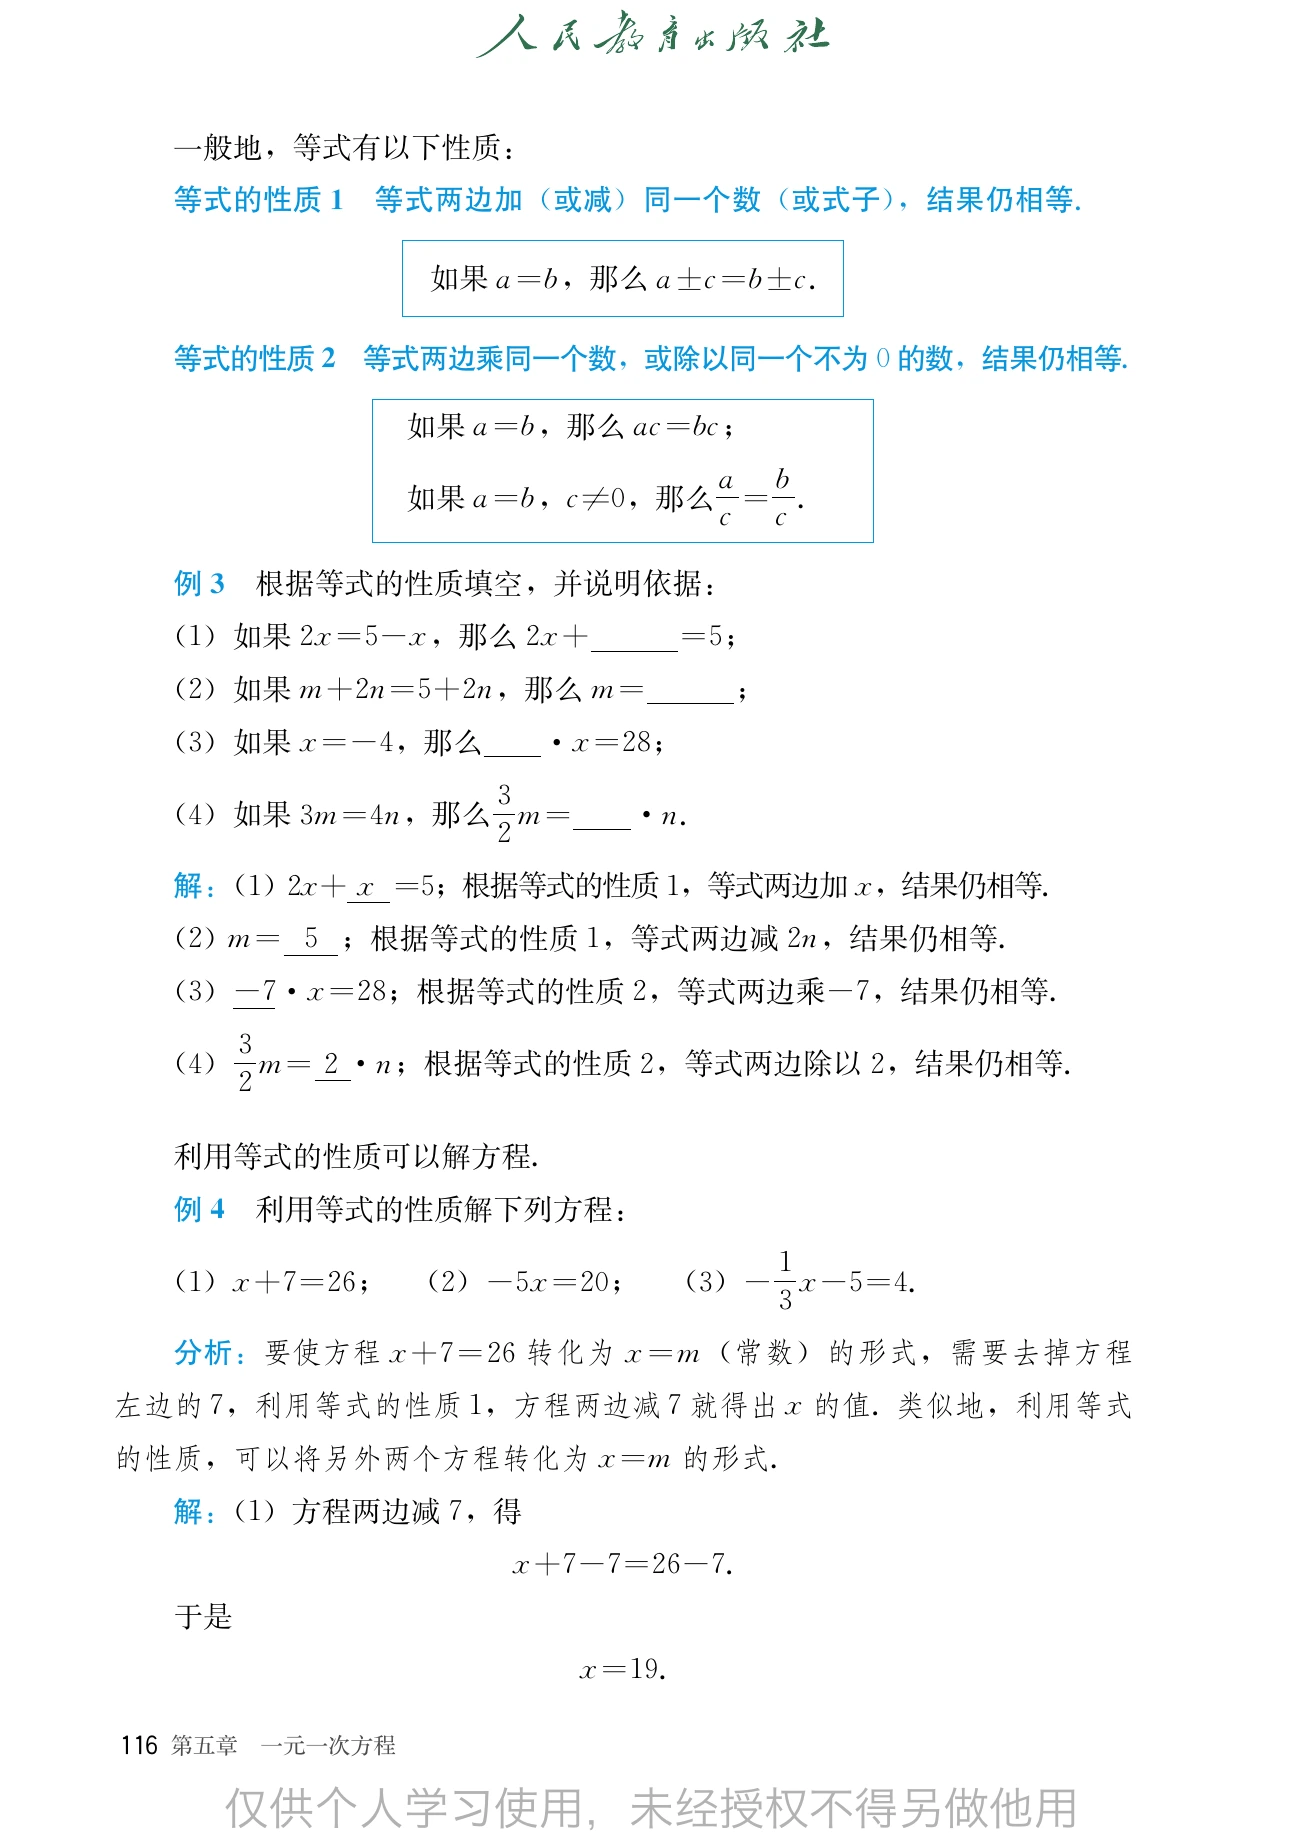 人民教育出版社
一般地，等式有以下性质：
等式的性质 1　等式两边加（或减）同一个数（或式子），结果仍相等.
如果 a＝b，那么 a±c＝b±c.
等式的性质 2　等式两边乘同一个数，或除以同一个不为 0 的数，结果仍相等.
如果 a＝b，那么 ac＝bc；
如果 a＝b，c≠0，那么 a/c＝b/c.
例 3　根据等式的性质填空，并说明依据：
（1）如果 2x＝5－x，那么 2x＋______＝5；
（2）如果 m＋2n＝5＋2n，那么 m＝______；
（3）如果 x＝－4，那么____·x＝28；
（4）如果 3m＝4n，那么 3/2 m＝____·n.
解：（1）2x＋ x ＝5；根据等式的性质 1，等式两边加 x，结果仍相等.
（2）m＝ 5 ；根据等式的性质 1，等式两边减 2n，结果仍相等.
（3）－7·x＝28；根据等式的性质 2，等式两边乘－7，结果仍相等.
（4）3/2 m＝ 2 ·n；根据等式的性质 2，等式两边除以 2，结果仍相等.
利用等式的性质可以解方程.
例 4　利用等式的性质解下列方程：
（1）x＋7＝26；　（2）－5x＝20；　（3）－1/3 x－5＝4.
分析：要使方程 x＋7＝26 转化为 x＝m（常数）的形式，需要去掉方程
左边的 7，利用等式的性质 1，方程两边减 7 就得出 x 的值. 类似地，利用等式
的性质，可以将另外两个方程转化为 x＝m 的形式.
解：（1）方程两边减 7，得
x＋7－7＝26－7.
于是
x＝19.
116 第五章　一元一次方程
仅供个人学习使用，未经授权不得另做他用